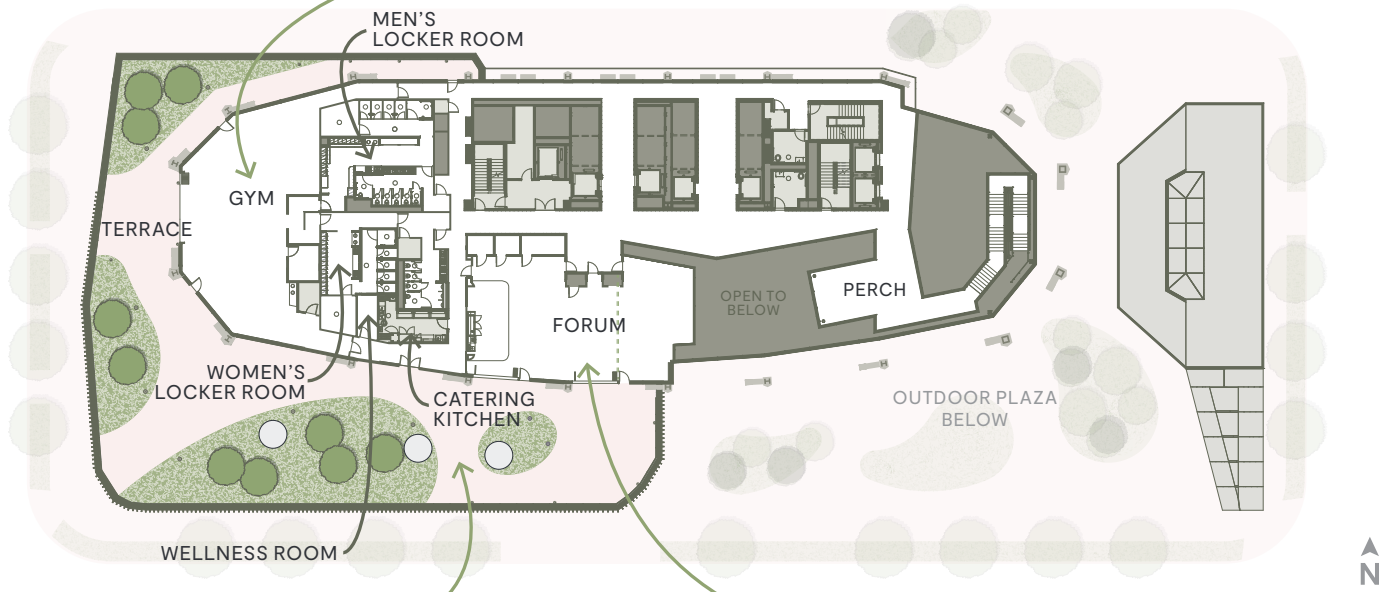 MEN'S
LOCKER ROOM
GYM
TERRACE
OPEN TO
BELOW
PERCH
FORUM
WOMEN'S
LOCKER ROOM
CATERING
KITCHEN
OUTDOOR PLAZA
BELOW
WELLNESS ROOM
N